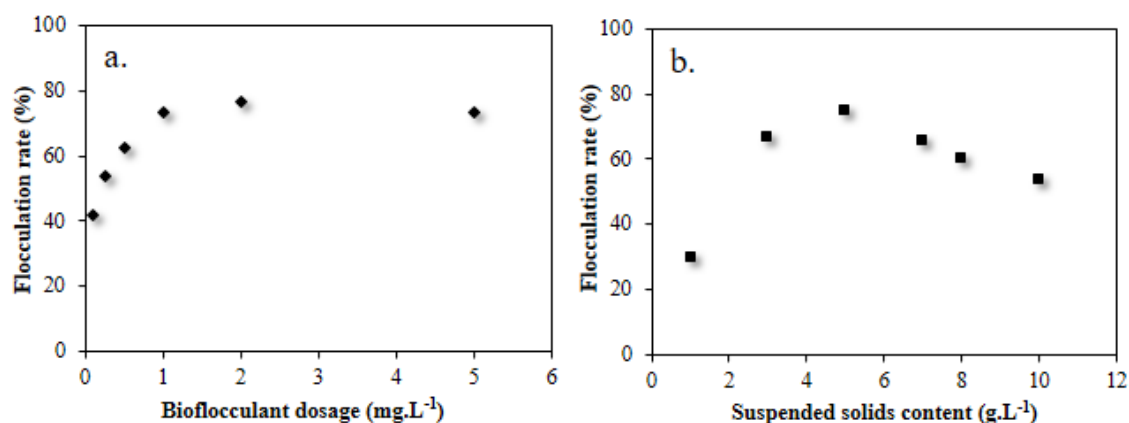 a.
Flocculation rate (%)
100
80
60
40
20
0
0 1 2 3 4 5 6
Bioflocculant dosage (mg.L⁻¹)
b.
Flocculation rate (%)
100
80
60
40
20
0
0 2 4 6 8 10 12
Suspended solids content (g.L⁻¹)